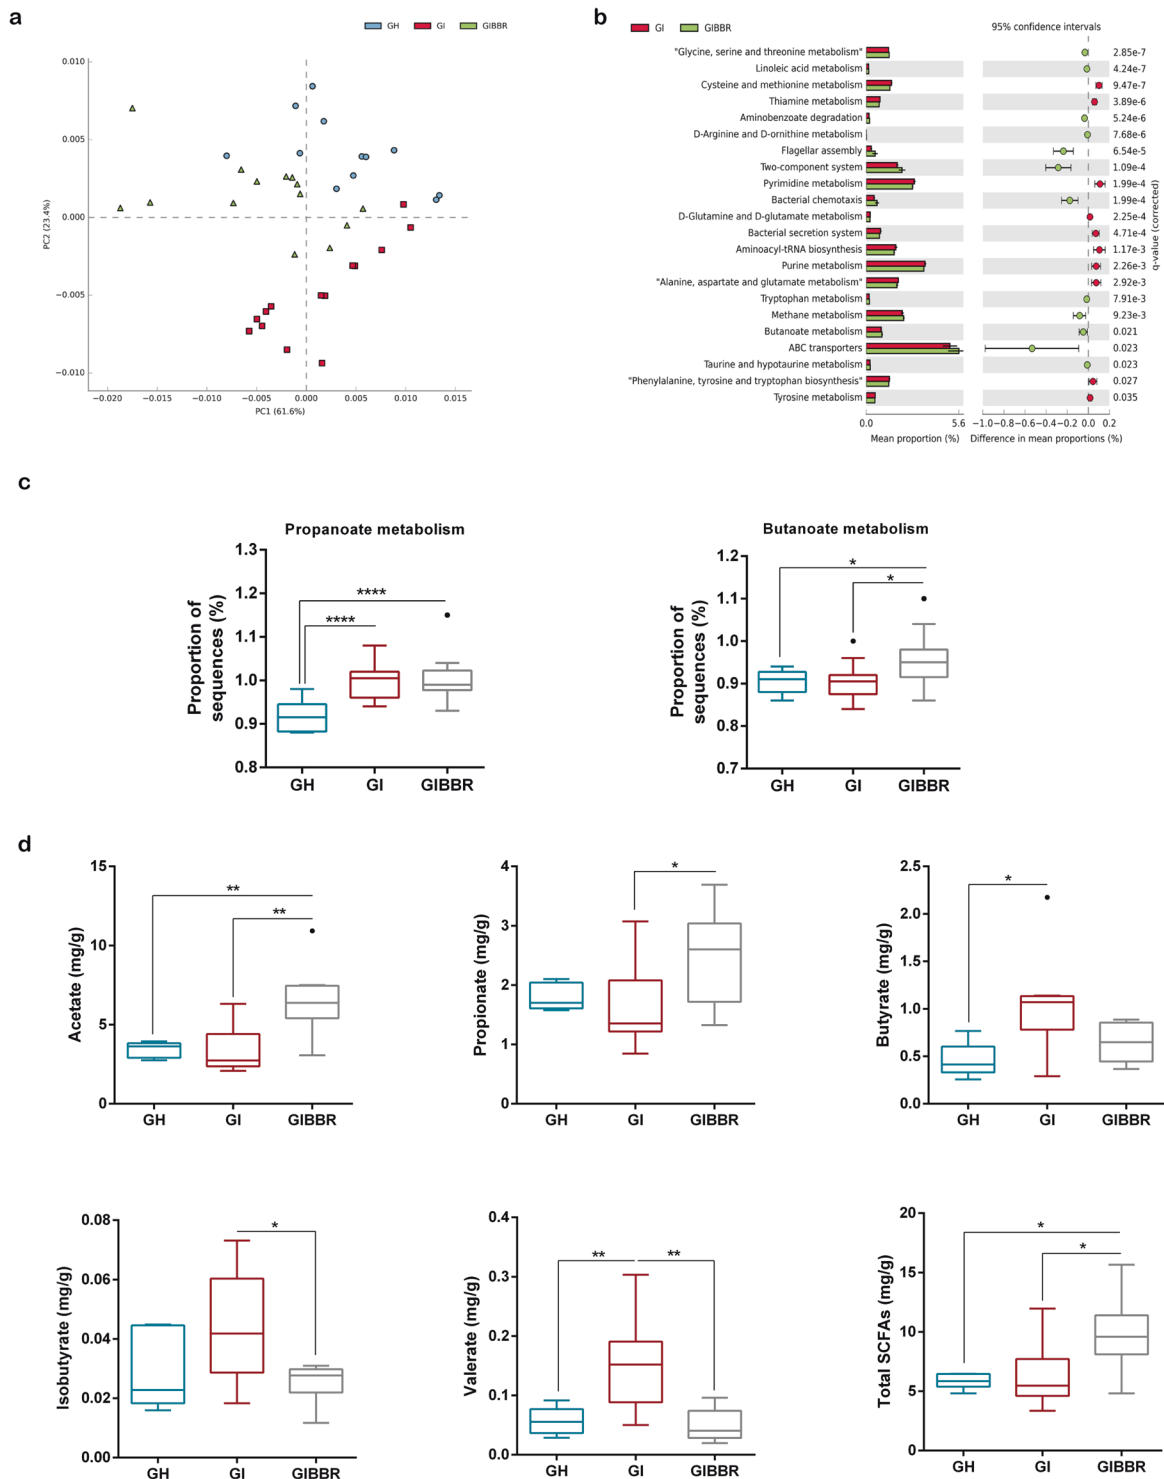 a
GH GI GIBBR
0.010
0.005
0.000
−0.005
−0.010
PC2 (23.4%)
−0.020 −0.015 −0.010 −0.005 0.000 0.005 0.010 0.015
PC1 (61.6%)
b
GI GIBBR
95% confidence intervals
"Glycine, serine and threonine metabolism" 2.85e-7
Linoleic acid metabolism 4.24e-7
Cysteine and methionine metabolism 9.47e-7
Thiamine metabolism 3.89e-6
Aminobenzoate degradation 5.24e-6
D-Arginine and D-ornithine metabolism 7.68e-6
Flagellar assembly 6.54e-5
Two-component system 1.09e-4
Pyrimidine metabolism 1.99e-4
Bacterial chemotaxis 1.99e-4
D-Glutamine and D-glutamate metabolism 2.25e-4
Bacterial secretion system 4.71e-4
Aminoacyl-tRNA biosynthesis 1.17e-3
Purine metabolism 2.26e-3
"Alanine, aspartate and glutamate metabolism" 2.92e-3
Tryptophan metabolism 7.91e-3
Methane metabolism 9.23e-3
Butanoate metabolism 0.021
ABC transporters 0.023
Taurine and hypotaurine metabolism 0.023
"Phenylalanine, tyrosine and tryptophan biosynthesis" 0.027
Tyrosine metabolism 0.035
q-value (corrected)
0.0 5.6 −1.0 −0.8 −0.6 −0.4 −0.2 0.0 0.2
Mean proportion (%) Difference in mean proportions (%)
c
Propanoate metabolism
Proportion of
sequences (%)
1.3
1.2
1.1
1.0
0.9
0.8
****
****
GH GI GIBBR
Butanoate metabolism
Proportion of
sequences (%)
1.2
1.1
1.0
0.9
0.8
0.7
*
*
GH GI GIBBR
d
Acetate (mg/g)
15
10
5
0
**
**
GH GI GIBBR
Propionate (mg/g)
4
3
2
1
0
*
GH GI GIBBR
Butyrate (mg/g)
2.5
2.0
1.5
1.0
0.5
0.0
*
GH GI GIBBR
Isobutyrate (mg/g)
0.08
0.06
0.04
0.02
0.00
*
GH GI GIBBR
Valerate (mg/g)
0.4
0.3
0.2
0.1
0.0
** **
GH GI GIBBR
Total SCFAs (mg/g)
20
15
10
5
0
*
*
GH GI GIBBR